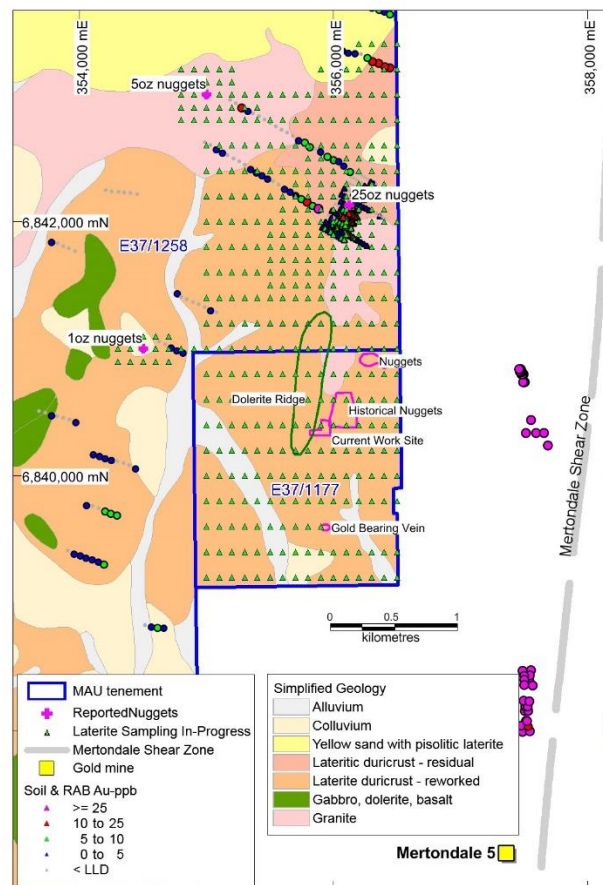 354,000 mE
356,000 mE
358,000 mE
5oz nuggets
25oz nuggets
6,842,000 mN
E37/1258
1oz nuggets
Nuggets
Dolerite Ridge
Historical Nuggets
Current Work Site
6,840,000 mN
E37/1177
Gold Bearing Vein
Mertondale Shear Zone
0 0.5 1
kilometres
MAU tenement
ReportedNuggets
Laterite Sampling In-Progress
Mertondale Shear Zone
Gold mine
Soil & RAB Au-ppb
>= 25
10 to 25
5 to 10
0 to 5
< LLD
Simplified Geology
Alluvium
Colluvium
Yellow sand with pisolitic laterite
Lateritic duricrust - residual
Laterite duricrust - reworked
Gabbro, dolerite, basalt
Granite
Mertondale 5